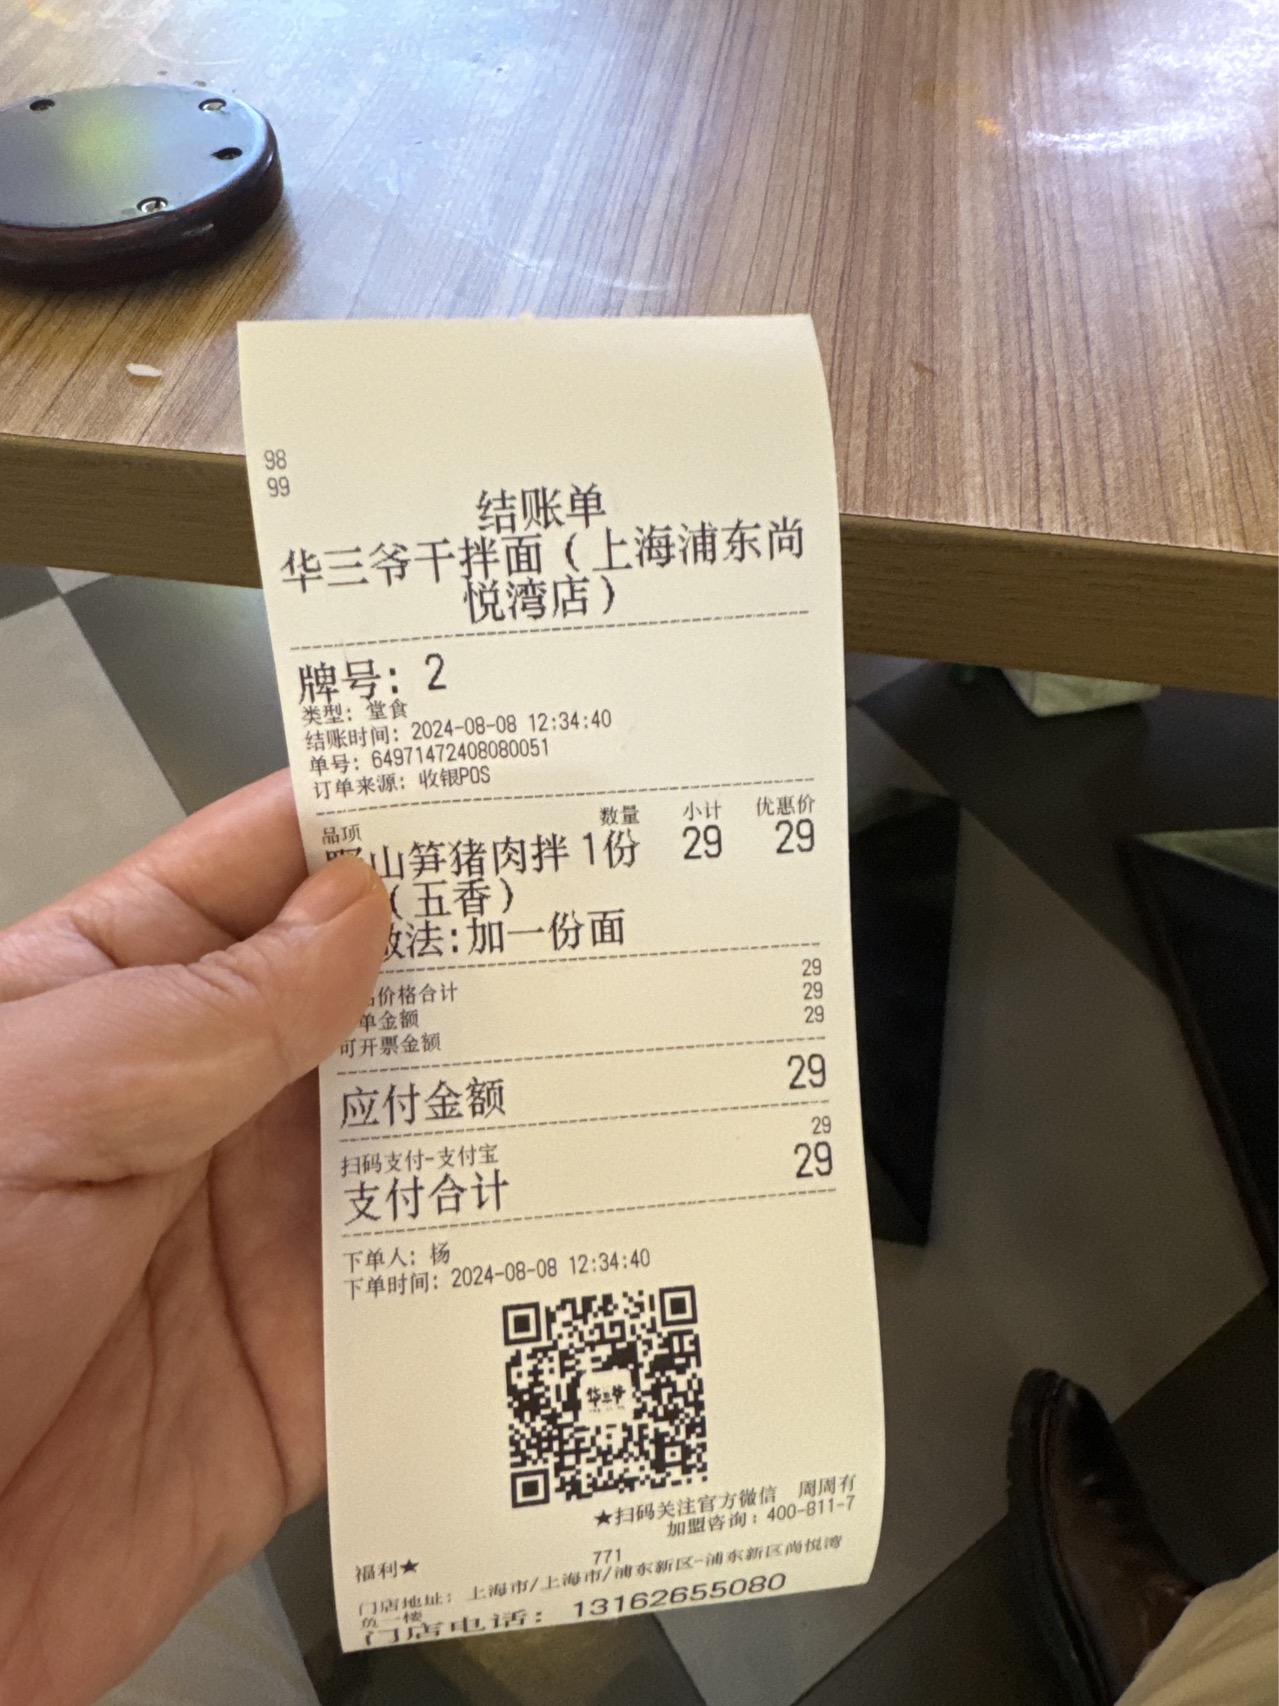 98
99
结账单
华三爷干拌面（上海浦东尚
悦湾店）
牌号: 2
类型: 堂食
结账时间: 2024-08-08 12:34:40
单号: 64971472408080051
订单来源: 收银POS
品项 数量 小计 优惠价
山笋猪肉拌 1份 29 29
（五香）
做法:加一份面
价格合计 29
单金额 29
可开票金额 29
应付金额 29
扫码支付-支付宝 29
支付合计 29
下单人: 杨
下单时间: 2024-08-08 12:34:40
华三爷
★扫码关注官方微信 周周有
福利★
加盟咨询: 400-811-7
771
门店地址: 上海市/上海市/浦东新区-浦东新区尚悦湾
负一楼
门店电话: 13162655080